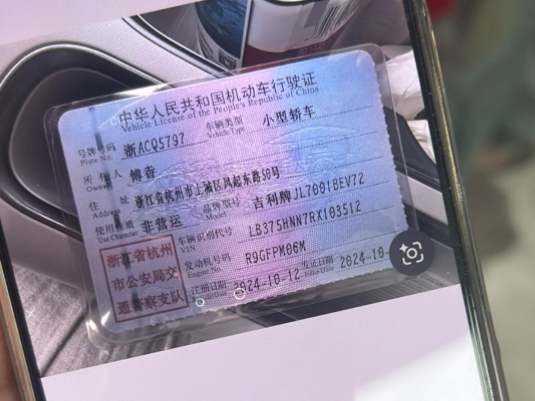 中华人民共和国机动车行驶证
Vehicle License of the People's Republic of China
号牌号码 浙ACQ5797 车辆类型 小型轿车
Plate No. Vehicle Type
所有人 傅香
Owner
住址 浙江省杭州市上城区凤起东路50号
Address
使用性质 非营运 品牌型号 吉利牌JL7001BEV72
Use Character Model
车辆识别代号 LB375HNN7RX103512
VIN
发动机号码 R9GFPM06M
Engine No.
注册日期 2024-10-12 发证日期 2024-10-
Issue Date
浙江省杭州
市公安局交
通警察支队